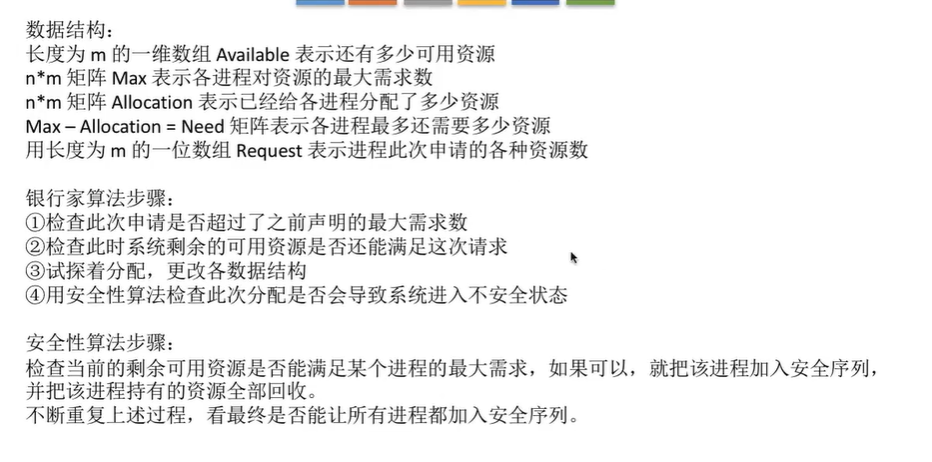 数据结构：
长度为 m 的一维数组 Available 表示还有多少可用资源
n*m 矩阵 Max 表示各进程对资源的最大需求数
n*m 矩阵 Allocation 表示已经给各进程分配了多少资源
Max – Allocation = Need 矩阵表示各进程最多还需要多少资源
用长度为 m 的一位数组 Request 表示进程此次申请的各种资源数
银行家算法步骤：
①检查此次申请是否超过了之前声明的最大需求数
②检查此时系统剩余的可用资源是否还能满足这次请求
③试探着分配，更改各数据结构
④用安全性算法检查此次分配是否会导致系统进入不安全状态
安全性算法步骤：
检查当前的剩余可用资源是否能满足某个进程的最大需求，如果可以，就把该进程加入安全序列，
并把该进程持有的资源全部回收。
不断重复上述过程，看最终是否能让所有进程都加入安全序列。